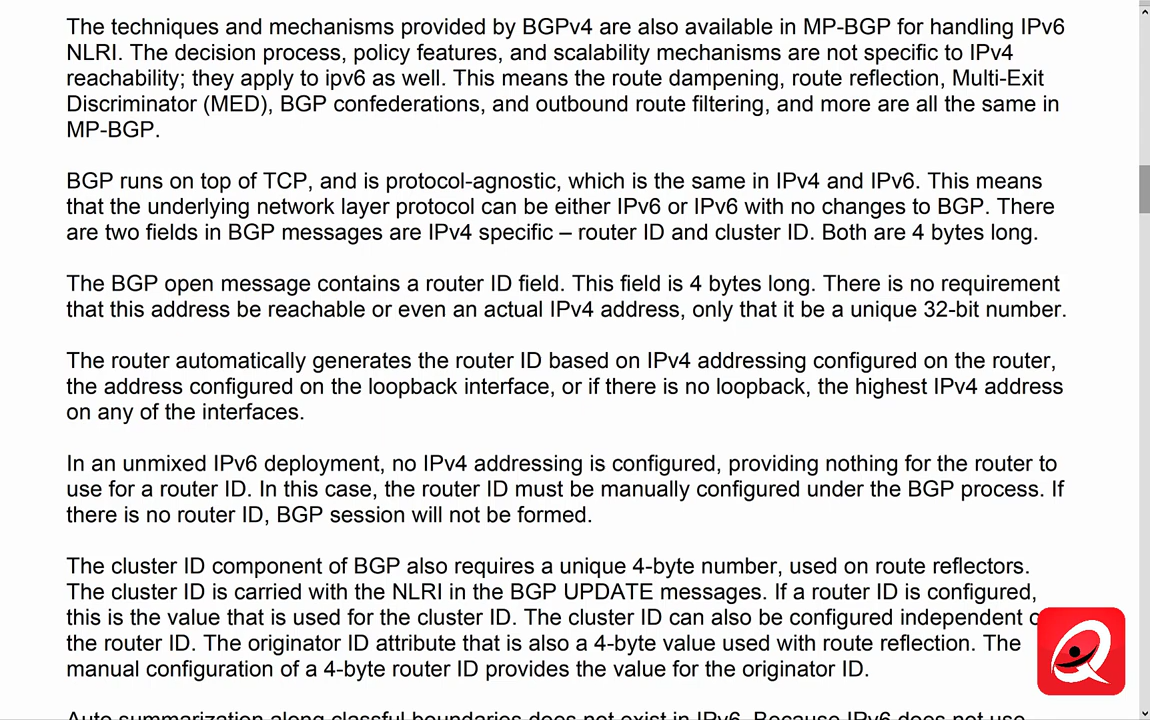 The techniques and mechanisms provided by BGPv4 are also available in MP-BGP for handling IPv6
NLRI. The decision process, policy features, and scalability mechanisms are not specific to IPv4
reachability; they apply to ipv6 as well. This means the route dampening, route reflection, Multi-Exit
Discriminator (MED), BGP confederations, and outbound route filtering, and more are all the same in
MP-BGP.
BGP runs on top of TCP, and is protocol-agnostic, which is the same in IPv4 and IPv6. This means
that the underlying network layer protocol can be either IPv6 or IPv6 with no changes to BGP. There
are two fields in BGP messages are IPv4 specific – router ID and cluster ID. Both are 4 bytes long.
The BGP open message contains a router ID field. This field is 4 bytes long. There is no requirement
that this address be reachable or even an actual IPv4 address, only that it be a unique 32-bit number.
The router automatically generates the router ID based on IPv4 addressing configured on the router,
the address configured on the loopback interface, or if there is no loopback, the highest IPv4 address
on any of the interfaces.
In an unmixed IPv6 deployment, no IPv4 addressing is configured, providing nothing for the router to
use for a router ID. In this case, the router ID must be manually configured under the BGP process. If
there is no router ID, BGP session will not be formed.
The cluster ID component of BGP also requires a unique 4-byte number, used on route reflectors.
The cluster ID is carried with the NLRI in the BGP UPDATE messages. If a router ID is configured,
this is the value that is used for the cluster ID. The cluster ID can also be configured independent
the router ID. The originator ID attribute that is also a 4-byte value used with route reflection. The
manual configuration of a 4-byte router ID provides the value for the originator ID.
Auto summarization along classful boundaries does not exist in IPv6. Because IPv6 does not use